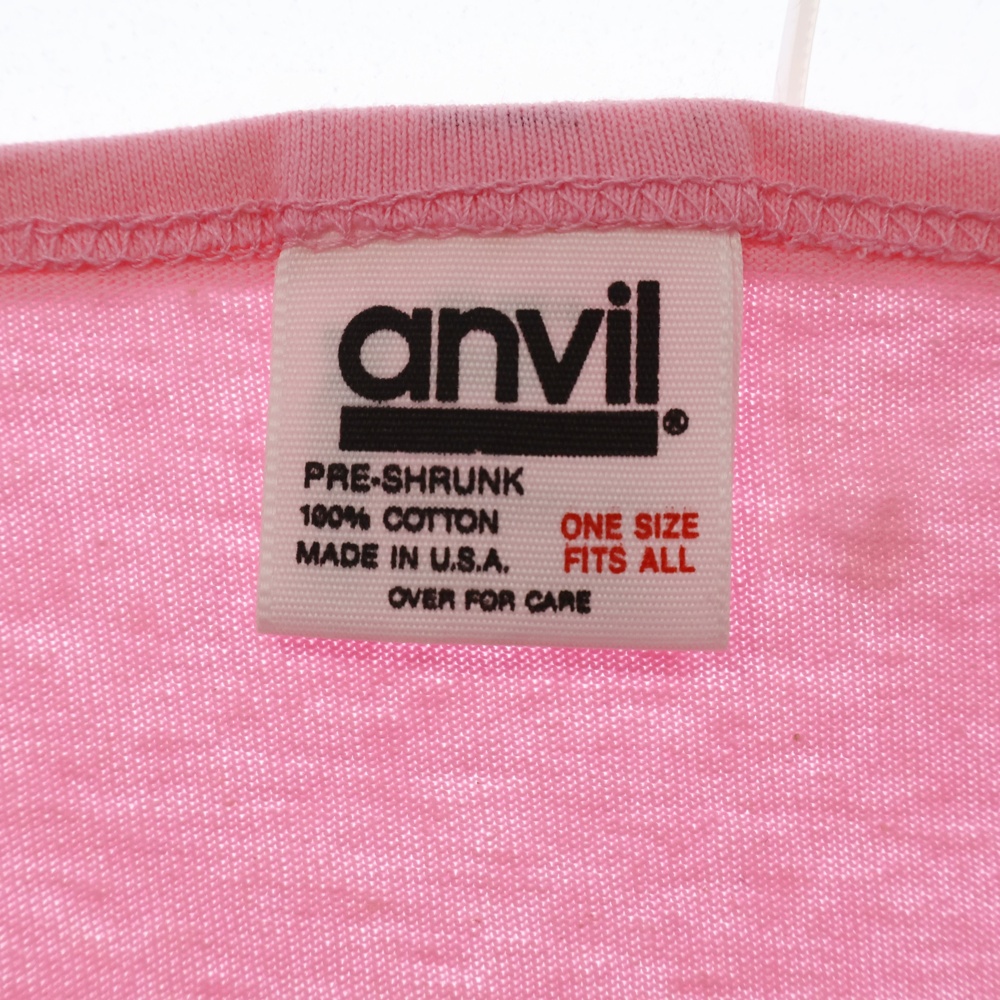 anvil®
PRE-SHRUNK
100% COTTON
MADE IN U.S.A.
ONE SIZE
FITS ALL
OVER FOR CARE